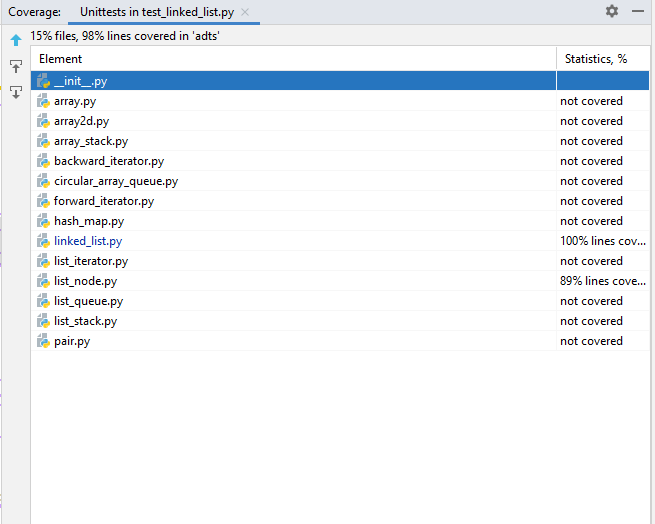 Coverage: Unittests in test_linked_list.py
15% files, 98% lines covered in 'adts'
Element Statistics, %
__init__.py
array.py not covered
array2d.py not covered
array_stack.py not covered
backward_iterator.py not covered
circular_array_queue.py not covered
forward_iterator.py not covered
hash_map.py not covered
linked_list.py 100% lines cov...
list_iterator.py not covered
list_node.py 89% lines cove...
list_queue.py not covered
list_stack.py not covered
pair.py not covered